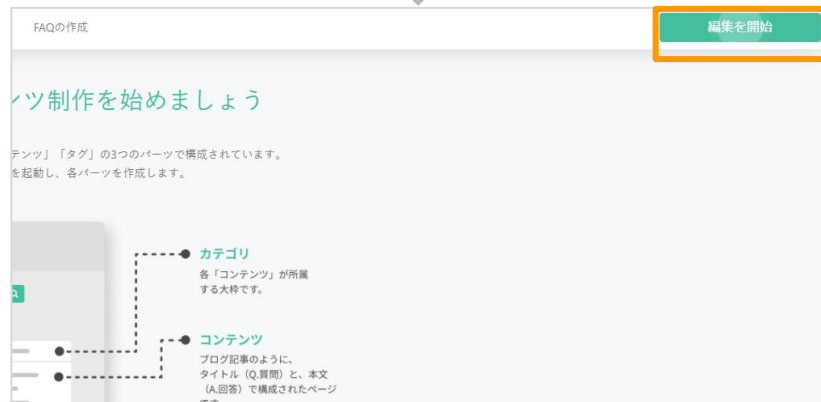 FAQの作成
編集を開始
ンツ制作を始めましょう
テンツ」「タグ」の3つのパーツで構成されています。
を起動し、各パーツを作成します。
カテゴリ
各「コンテンツ」が所属
する大枠です。
コンテンツ
ブログ記事のように、
タイトル（Q.質問）と、本文
（A.回答）で構成されたページ
です。